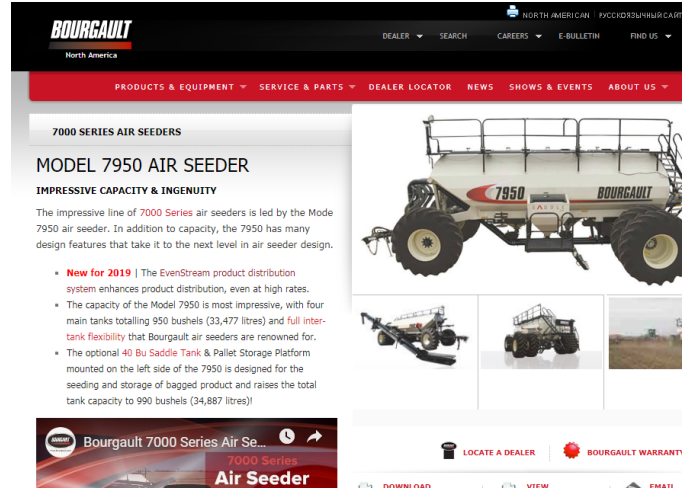 NORTH AMERICAN | РУССКОЯЗЫЧНЫЙ САЙТ
BOURGAULT
North America
DEALER SEARCH CAREERS E-BULLETIN FIND US
PRODUCTS & EQUIPMENT SERVICE & PARTS DEALER LOCATOR NEWS SHOWS & EVENTS ABOUT US
7000 SERIES AIR SEEDERS
MODEL 7950 AIR SEEDER
IMPRESSIVE CAPACITY & INGENUITY
The impressive line of 7000 Series air seeders is led by the Mode
7950 air seeder. In addition to capacity, the 7950 has many
design features that take it to the next level in air seeder design.
New for 2019 | The EvenStream product distribution
system enhances product distribution, even at high rates.
The capacity of the Model 7950 is most impressive, with four
main tanks totalling 950 bushels (33,477 litres) and full inter-
tank flexibility that Bourgault air seeders are renowned for.
The optional 40 Bu Saddle Tank & Pallet Storage Platform
mounted on the left side of the 7950 is designed for the
seeding and storage of bagged product and raises the total
tank capacity to 990 bushels (34,887 litres)!
BOURGAULT
Bourgault 7000 Series Air Se...
7000 Series
Air Seeder
7950
BOURGAULT
LOCATE A DEALER
BOURGAULT WARRANTY
DOWNLOAD
VIEW
EMAIL